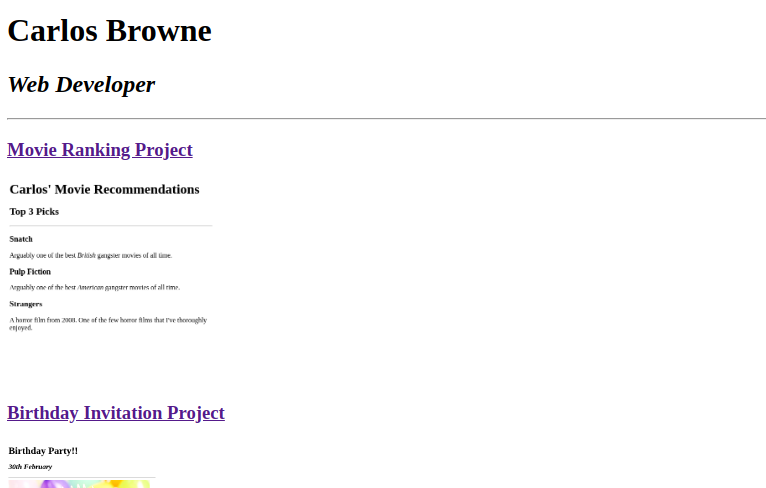 Carlos Browne
Web Developer
Movie Ranking Project
Carlos' Movie Recommendations
Top 3 Picks
Snatch
Arguably one of the best British gangster movies of all time.
Pulp Fiction
Arguably one of the best American gangster movies of all time.
Strangers
A horror film from 2008. One of the few horror films that I've thoroughly
enjoyed.
Birthday Invitation Project
Birthday Party!!
30th February